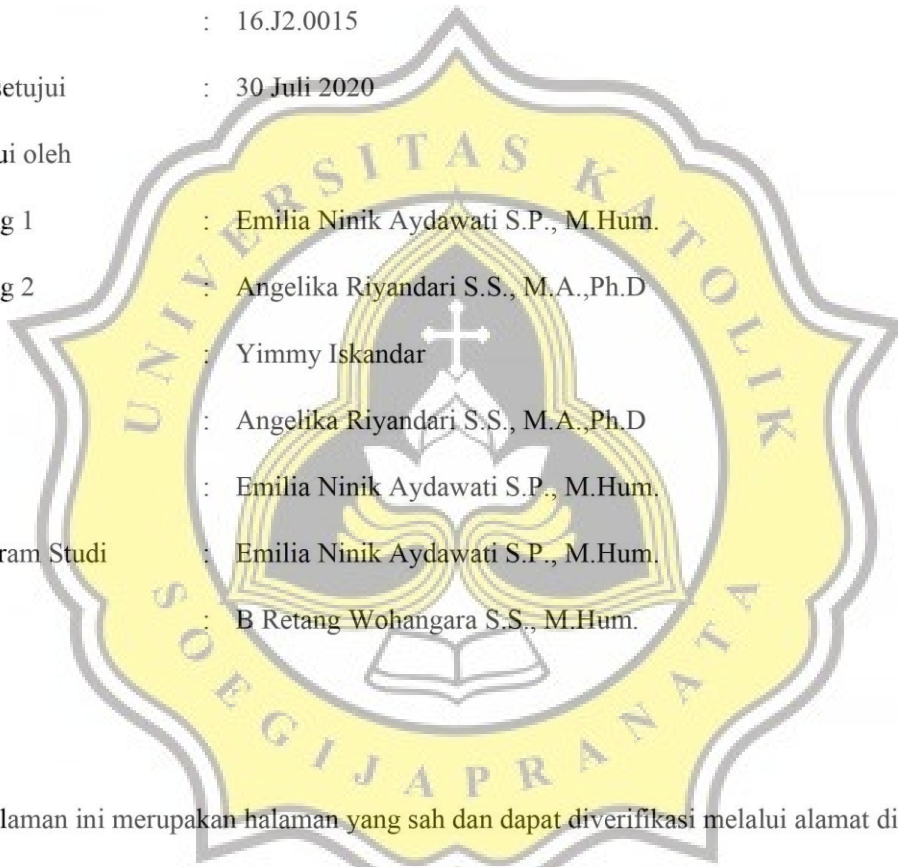 : 16.J2.0015
setujui : 30 Juli 2020
ui oleh
g 1 : Emilia Ninik Aydawati S.P., M.Hum.
g 2 : Angelika Riyandari S.S., M.A.,Ph.D
: Yimmy Iskandar
: Angelika Riyandari S.S., M.A.,Ph.D
: Emilia Ninik Aydawati S.P., M.Hum.
ram Studi : Emilia Ninik Aydawati S.P., M.Hum.
: B Retang Wohangara S.S., M.Hum.
laman ini merupakan halaman yang sah dan dapat diverifikasi melalui alamat di
UNIVERSITAS KATOLIK
SOEGIJAPRANATA